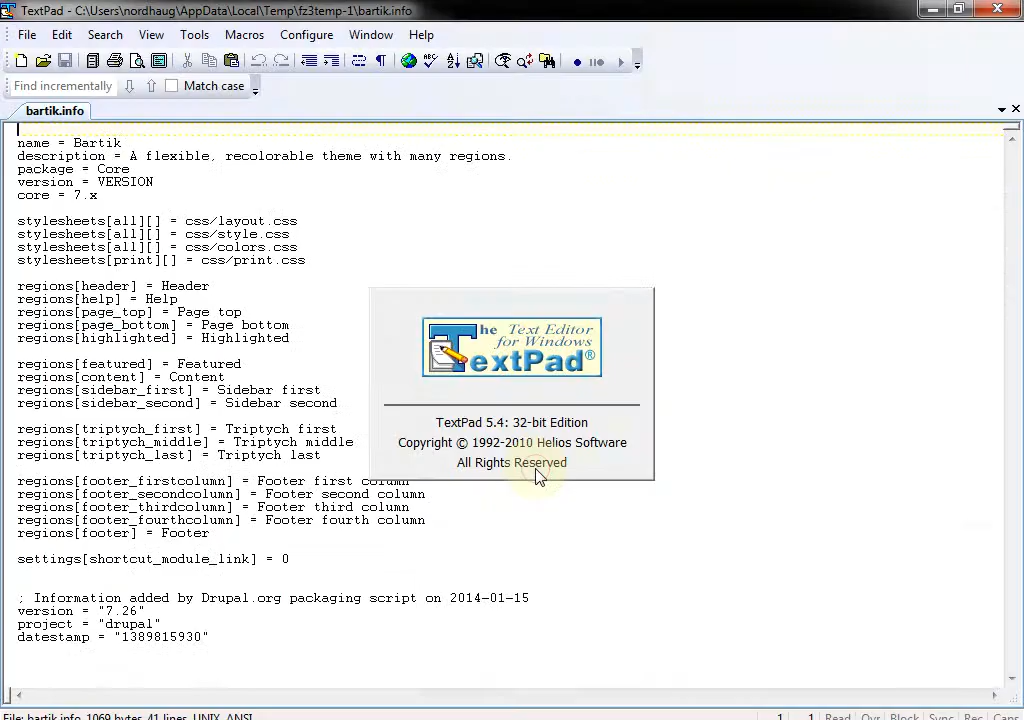 TextPad - C:\Users\nordhaug\AppData\Local\Temp\fz3temp-1\bartik.info
File Edit Search View Tools Macros Configure Window Help
Find incrementally Match case
bartik.info
name = Bartik
description = A flexible, recolorable theme with many regions.
package = Core
version = VERSION
core = 7.x
stylesheets[all][] = css/layout.css
stylesheets[all][] = css/style.css
stylesheets[all][] = css/colors.css
stylesheets[print][] = css/print.css
regions[header] = Header
regions[help] = Help
regions[page_top] = Page top
regions[page_bottom] = Page bottom
regions[highlighted] = Highlighted
regions[featured] = Featured
regions[content] = Content
regions[sidebar_first] = Sidebar first
regions[sidebar_second] = Sidebar second
regions[triptych_first] = Triptych first
regions[triptych_middle] = Triptych middle
regions[triptych_last] = Triptych last
regions[footer_firstcolumn] = Footer first column
regions[footer_secondcolumn] = Footer second column
regions[footer_thirdcolumn] = Footer third column
regions[footer_fourthcolumn] = Footer fourth column
regions[footer] = Footer
settings[shortcut_module_link] = 0
; Information added by Drupal.org packaging script on 2014-01-15
version = "7.26"
project = "drupal"
datestamp = "1389815930"
The Text Editor
for Windows
TextPad®
TextPad 5.4: 32-bit Edition
Copyright © 1992-2010 Helios Software
All Rights Reserved
File: bartik.info, 1069 bytes, 41 lines, UNIX, ANSI 1 1 Read Ovr Block Sync Rec Caps